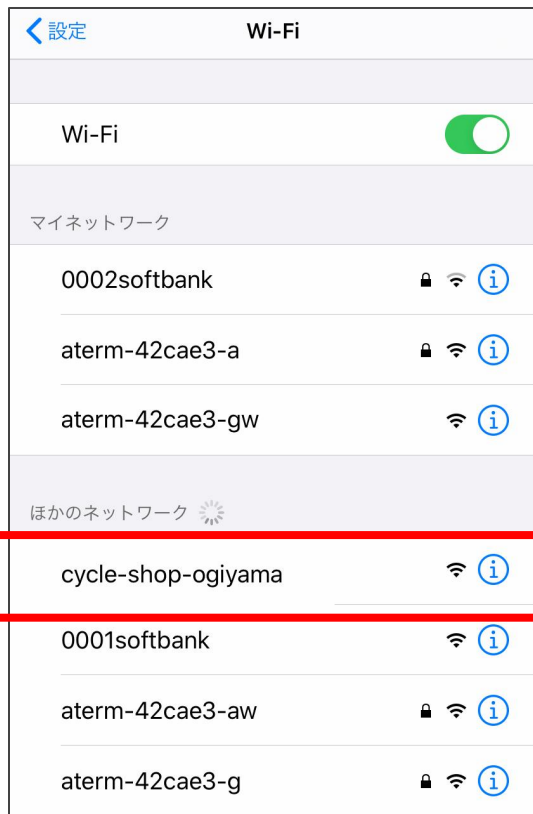 設定 Wi-Fi
Wi-Fi
マイネットワーク
0002softbank
aterm-42cae3-a
aterm-42cae3-gw
ほかのネットワーク
cycle-shop-ogiyama
0001softbank
aterm-42cae3-aw
aterm-42cae3-g